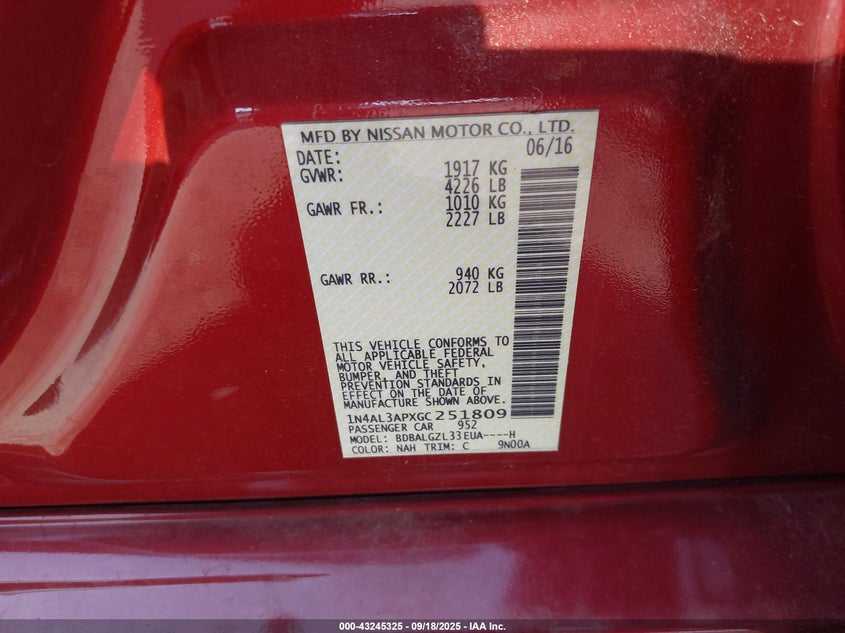 MFD BY NISSAN MOTOR CO., LTD.
DATE: 06/16
GVWR: 1917 KG
4226 LB
GAWR FR.: 1010 KG
2227 LB
GAWR RR.: 940 KG
2072 LB
THIS VEHICLE CONFORMS TO
ALL APPLICABLE FEDERAL
MOTOR VEHICLE SAFETY,
BUMPER, AND THEFT
PREVENTION STANDARDS IN
EFFECT ON THE DATE OF
MANUFACTURE SHOWN ABOVE.
1N4AL3APXGC251809
PASSENGER CAR 952
MODEL: BDBALGZL33EUA----H
COLOR: NAH TRIM: C 9N00A
000-43245325 - 09/18/2025 - IAA Inc.